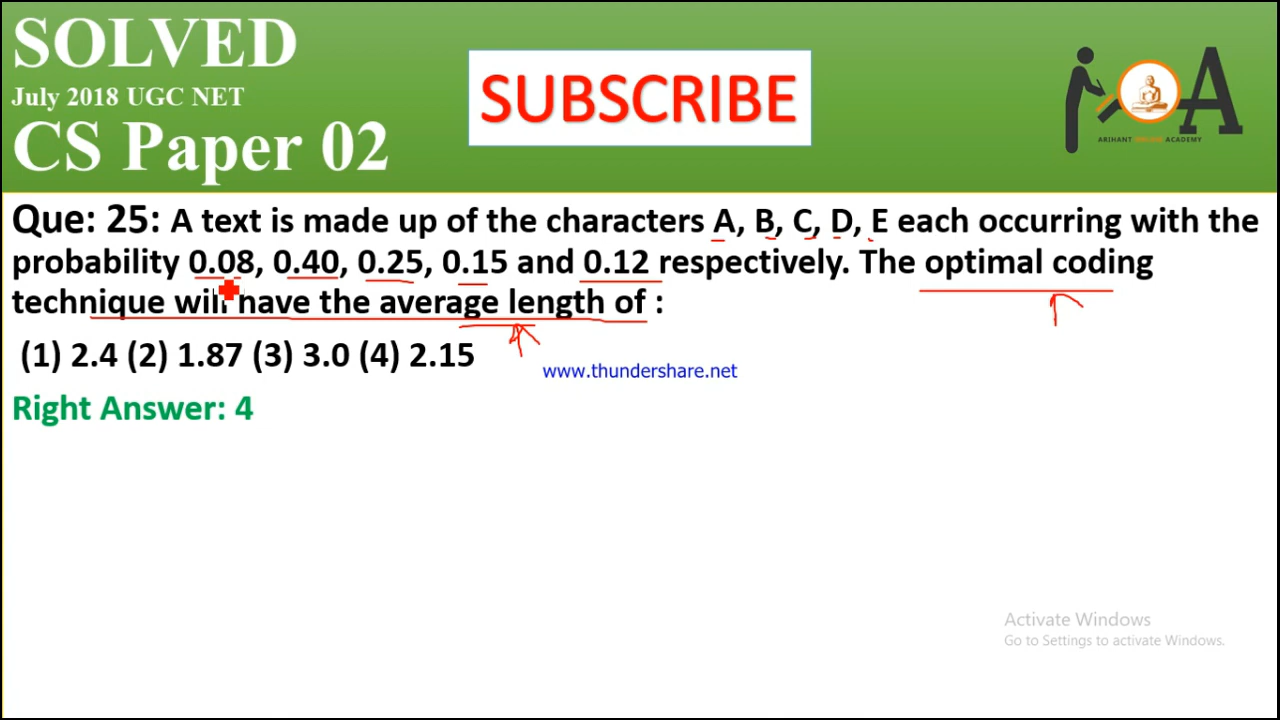 SOLVED
July 2018 UGC NET
CS Paper 02
SUBSCRIBE
A
ARIHANT ONLINE ACADEMY
Que: 25: A text is made up of the characters A, B, C, D, E each occurring with the
probability 0.08, 0.40, 0.25, 0.15 and 0.12 respectively. The optimal coding
technique will have the average length of :
(1) 2.4 (2) 1.87 (3) 3.0 (4) 2.15
www.thundershare.net
Right Answer: 4
Activate Windows
Go to Settings to activate Windows.